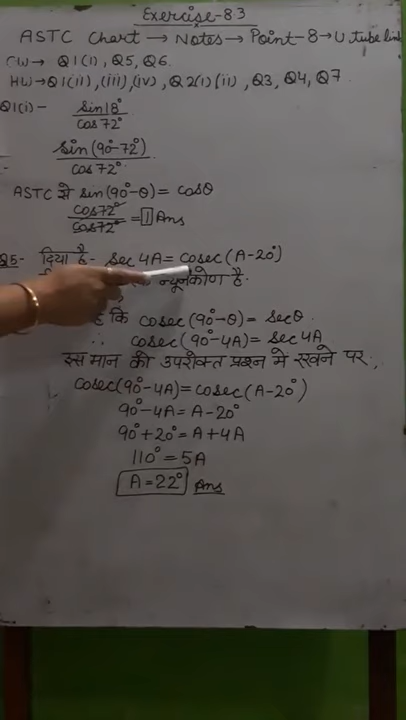 Exercise-8.3
ASTC Chart → Notes → Point-8 → U tube link
CW → Q1(i), Q5, Q6.
HW → Q1(ii), (iii), (iv), Q2(i)(ii), Q3, Q4, Q7
Q1(i)- sin18°
cos72°
sin(90°-72°)
cos72°
ASTC से sin(90°-θ) = cosθ
cos72°
cos72° = 1 Ans
Q5- दिया है- sec4A = cosec(A-20°)
न्यूनकोण है.
है कि cosec(90°-θ) = secθ
∴ cosec(90°-4A) = sec4A
इस मान को उपरोक्त प्रश्न में रखने पर,
cosec(90°-4A) = cosec(A-20°)
90°-4A = A-20°
90°+20° = A+4A
110° = 5A
A = 22° Ans